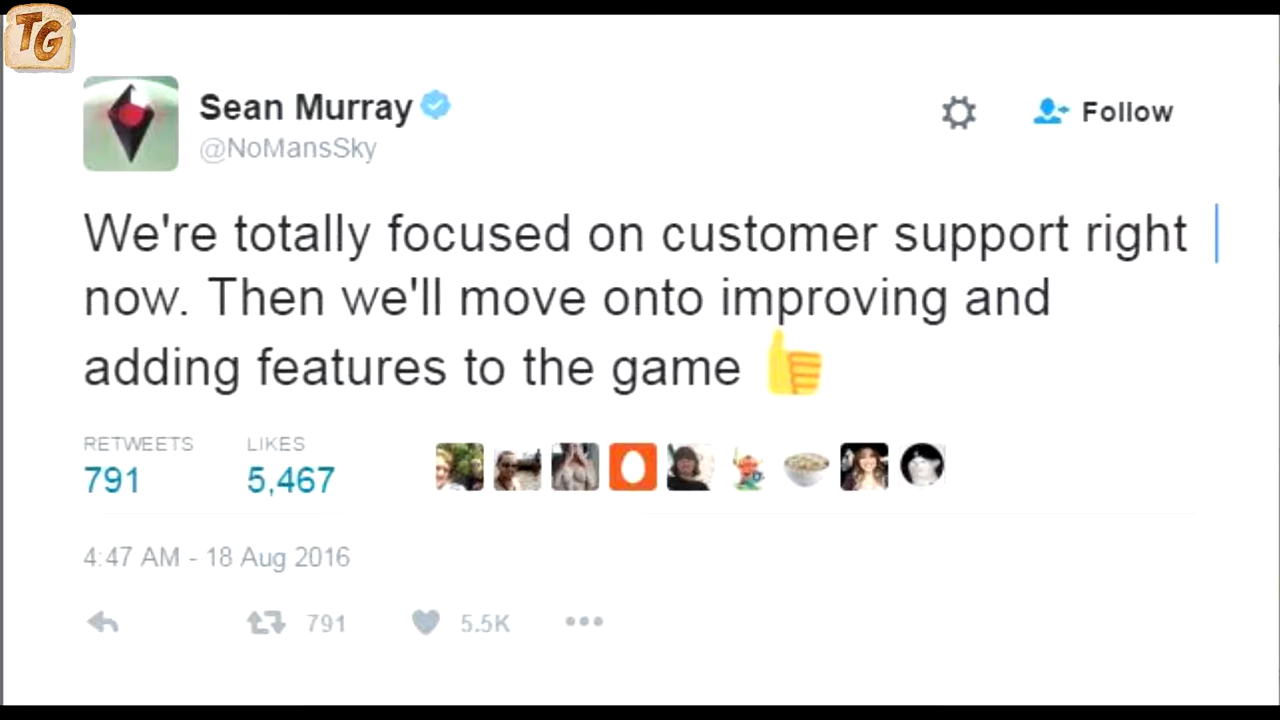 TG
Sean Murray
@NoMansSky
Follow
We're totally focused on customer support right
now. Then we'll move onto improving and
adding features to the game 👍
RETWEETS LIKES
791 5,467
4:47 AM - 18 Aug 2016
791 5.5K